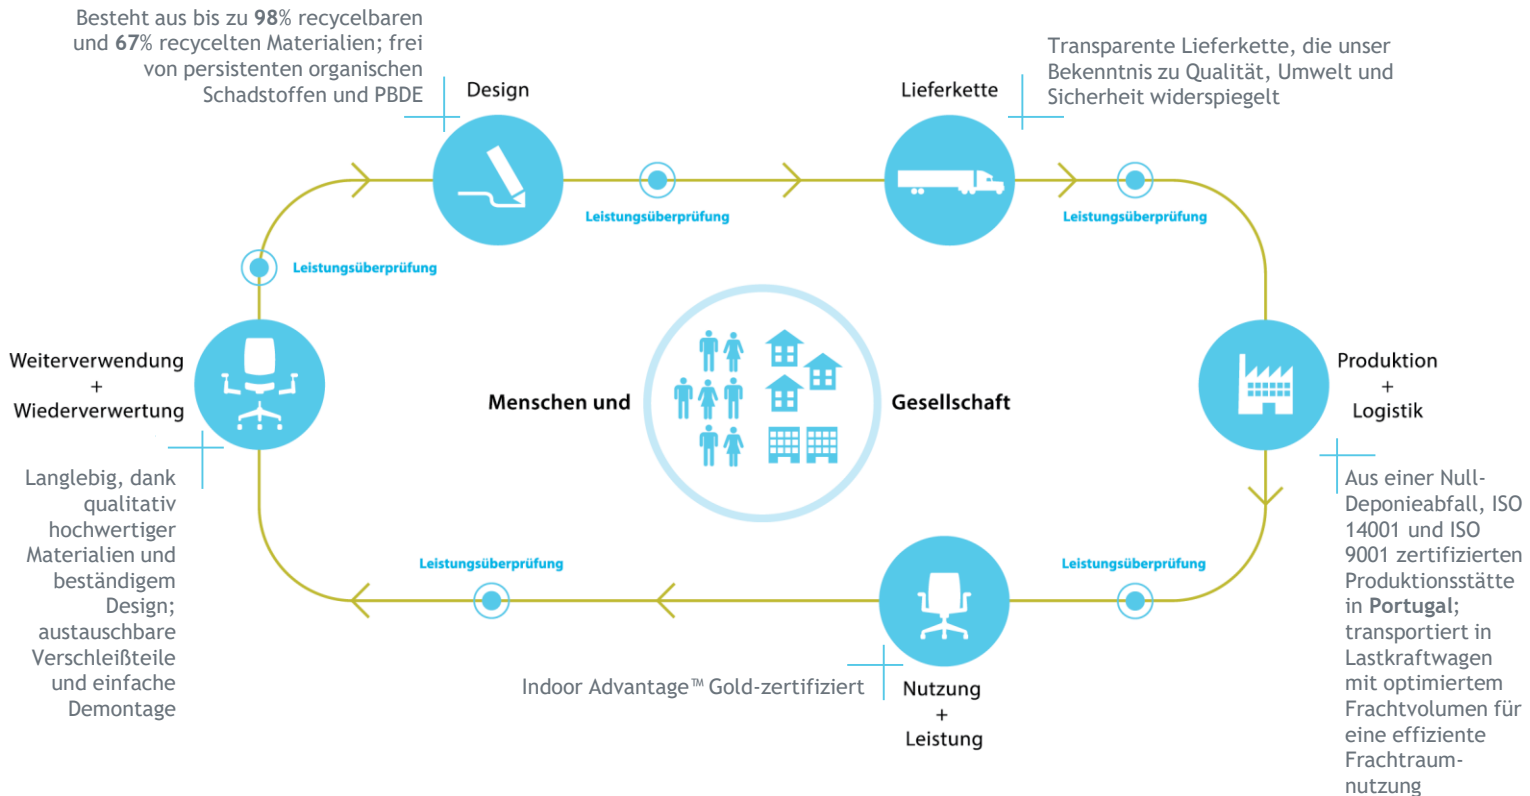 Besteht aus bis zu 98% recycelbaren
und 67% recycelten Materialien; frei
von persistenten organischen
Schadstoffen und PBDE
Design
Lieferkette
Transparente Lieferkette, die unser
Bekenntnis zu Qualität, Umwelt und
Sicherheit widerspiegelt
Leistungsüberprüfung
Leistungsüberprüfung
Leistungsüberprüfung
Weiterverwendung
+
Wiederverwertung
Menschen und
Gesellschaft
Produktion
+
Logistik
Langlebig, dank
qualitativ
hochwertiger
Materialien und
beständigem
Design;
austauschbare
Verschleißteile
und einfache
Demontage
Aus einer Null-
Deponieabfall, ISO
14001 und ISO
9001 zertifizierten
Produktionsstätte
in Portugal;
transportiert in
Lastkraftwagen
mit optimiertem
Frachtvolumen für
eine effiziente
Frachtraum-
nutzung
Leistungsüberprüfung
Leistungsüberprüfung
Indoor Advantage™ Gold-zertifiziert
Nutzung
+
Leistung